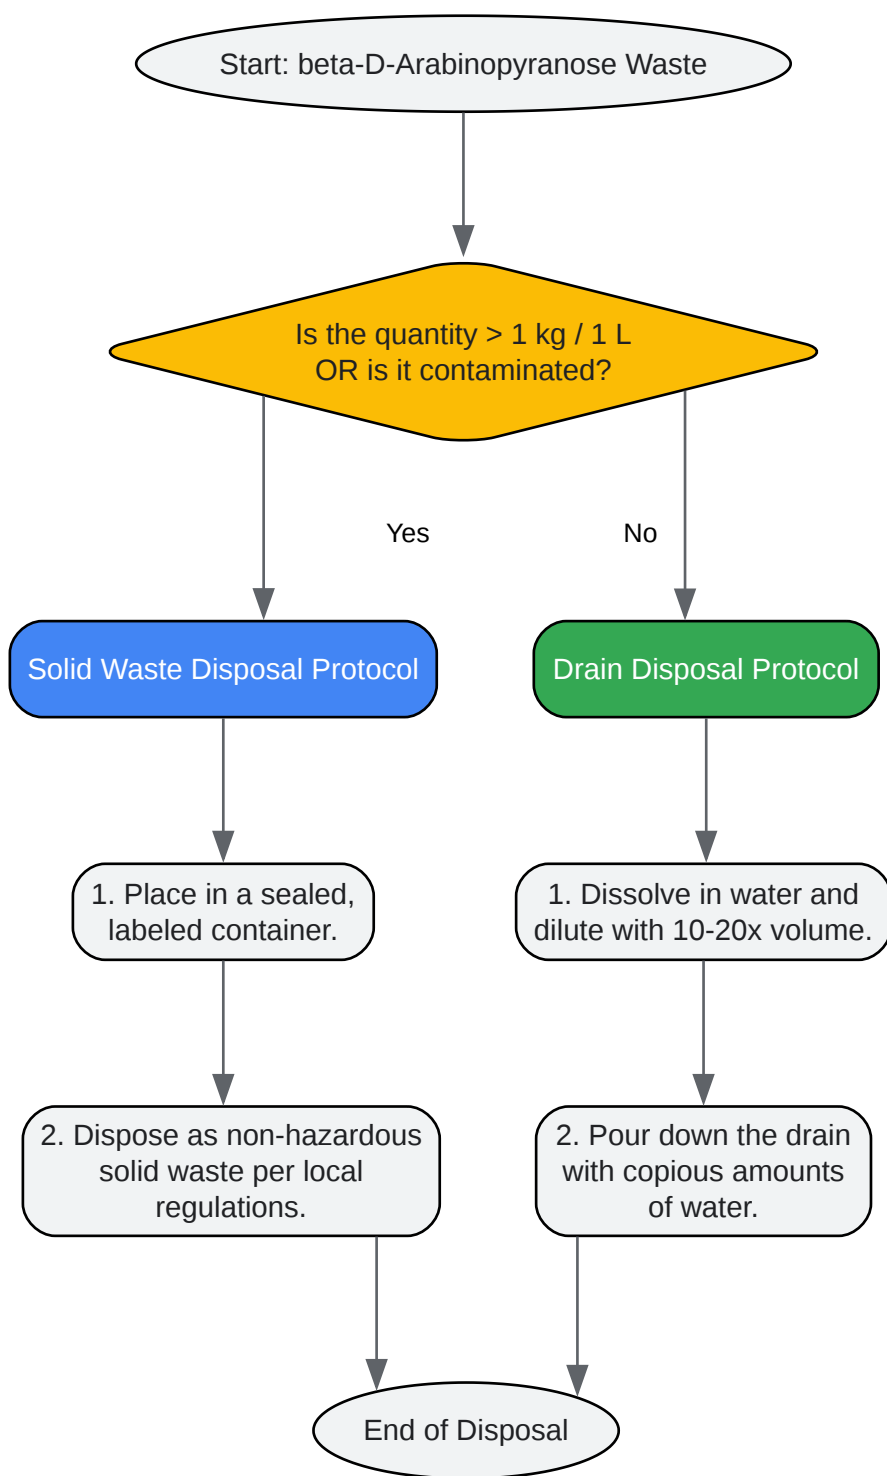 Start: beta-D-Arabinopyranose Waste
Is the quantity > 1 kg / 1 L
OR is it contaminated?
Yes
No
Solid Waste Disposal Protocol
Drain Disposal Protocol
1. Place in a sealed,
labeled container.
1. Dissolve in water and
dilute with 10-20x volume.
2. Dispose as non-hazardous
solid waste per local
regulations.
2. Pour down the drain
with copious amounts
of water.
End of Disposal